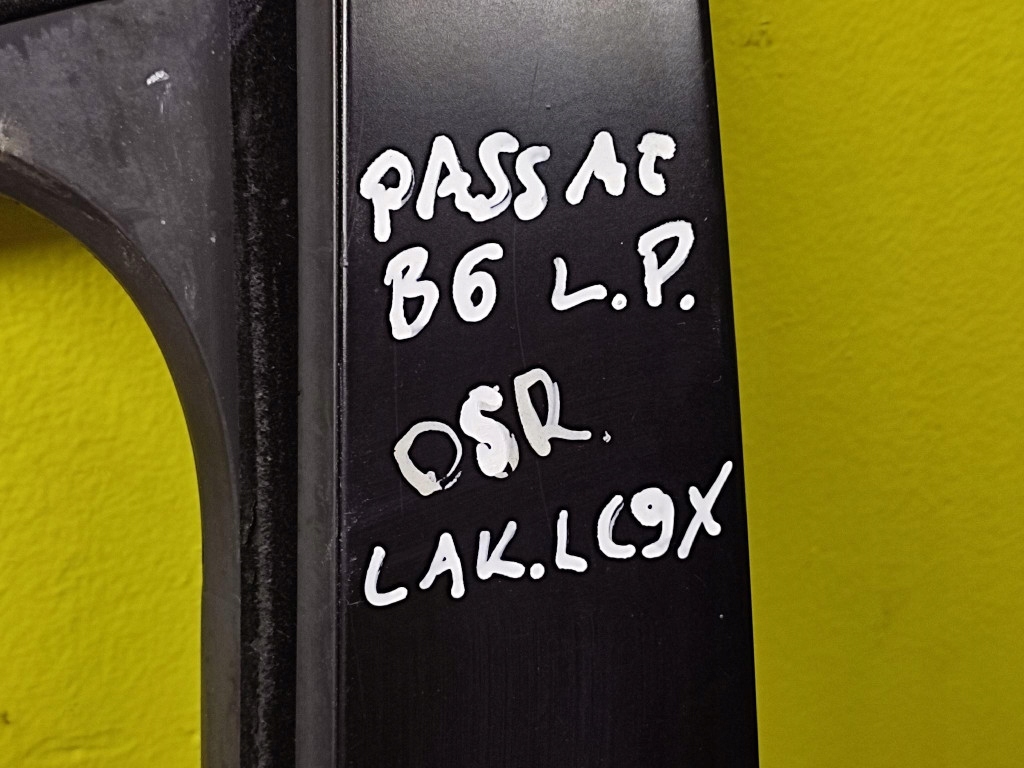 PASSAT
B6 L.P.
OSR.
LAK.LC9X